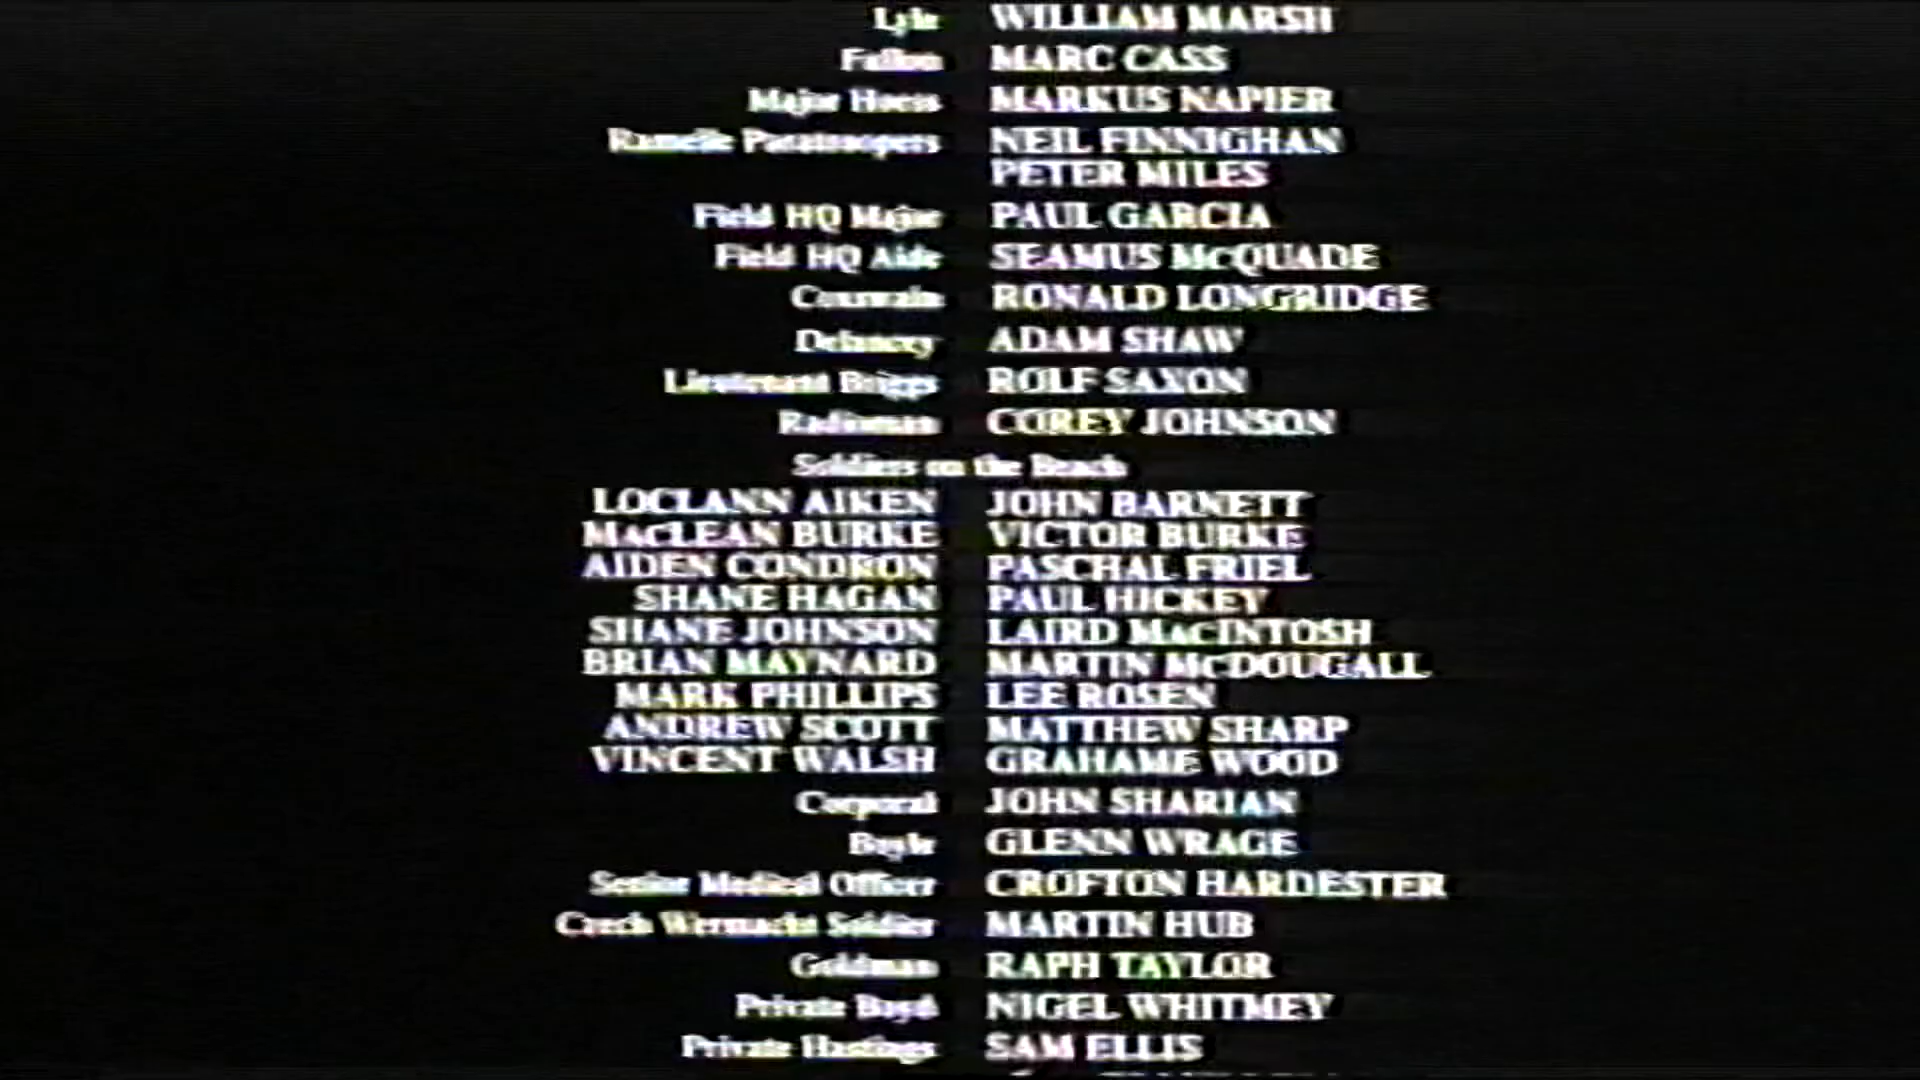 Lyle WILLIAM MARSH
Fallon MARC CASS
Major Hoess MARKUS NAPIER
Ramelle Paratroopers NEIL FINNIGHAN
PETER MILES
Field HQ Major PAUL GARCIA
Field HQ Aide SEAMUS McQUADE
Coxswain RONALD LONGRIDGE
Delancey ADAM SHAW
Lieutenant Briggs ROLF SAXON
Radioman COREY JOHNSON
Soldiers on the Beach
LOCLANN AIKEN JOHN BARNETT
MACLEAN BURKE VICTOR BURKE
AIDEN CONDRON PASCHAL FRIEL
SHANE HAGAN PAUL HICKEY
SHANE JOHNSON LAIRD MACINTOSH
BRIAN MAYNARD MARTIN McDOUGALL
MARK PHILLIPS LEE ROSEN
ANDREW SCOTT MATTHEW SHARP
VINCENT WALSH GRAHAME WOOD
Corporal JOHN SHARIAN
Boyle GLENN WRAGE
Senior Medical Officer CROFTON HARDESTER
Czech Wermacht Soldier MARTIN HUB
Goldman RAPH TAYLOR
Private Boyd NIGEL WHITMEY
Private Hastings SAM ELLIS